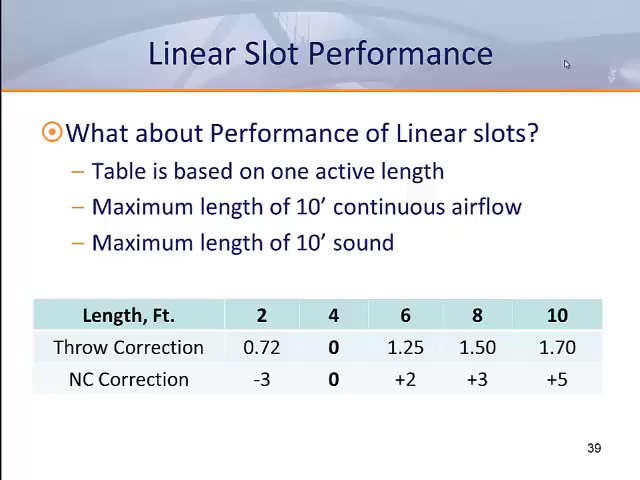 Linear Slot Performance
What about Performance of Linear slots?
– Table is based on one active length
– Maximum length of 10’ continuous airflow
– Maximum length of 10’ sound
Length, Ft. 2 4 6 8 10
Throw Correction 0.72 0 1.25 1.50 1.70
NC Correction -3 0 +2 +3 +5
39